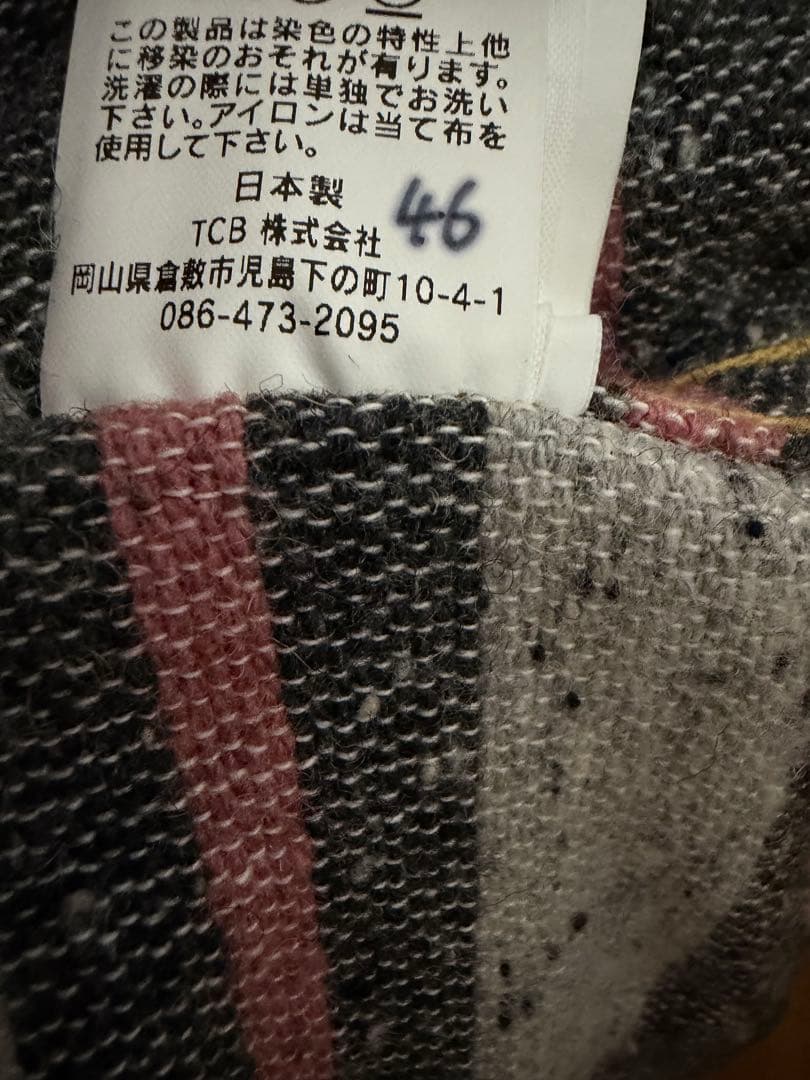 この製品は染色の特性上他
に移染のおそれが有ります。
洗濯の際には単独でお洗い
下さい。アイロンは当て布を
使用して下さい。
日本製
46
TCB 株式会社
岡山県倉敷市児島下の町10-4-1
086-473-2095